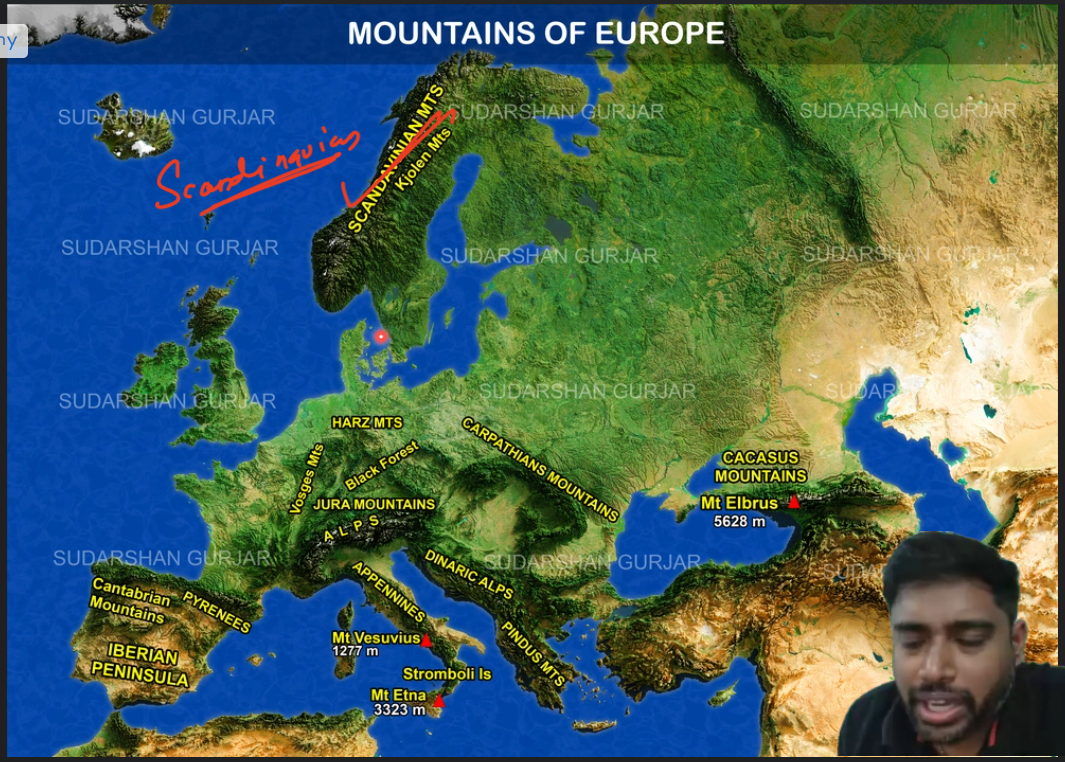 ny
MOUNTAINS OF EUROPE
SUDARSHAN GURJAR
SUDARSHAN GURJAR
SUDARSHAN GURJAR
SCANDAVINIAN MTS
Kjolen Mts
Scandinavian
SUDARSHAN GURJAR
SUDARSHAN GURJAR
SUDARSHAN GURJAR
SUDARSHAN GURJAR
SUDARSHAN GURJAR
SUDAR
HARZ MTS
Vosges Mts
Black Forest
CARPATHIANS MOUNTAINS
JURA MOUNTAINS
ALPS
CACASUS
MOUNTAINS
Mt Elbrus
5628 m
SUDARSHAN GURJAR
SUDARSHAN GURJAR
Cantabrian
Mountains
PYRENEES
IBERIAN
PENINSULA
APPENNINES
DINARIC ALPS
PINDUS MTS
Mt Vesuvius
1277 m
Stromboli Is
Mt Etna
3323 m